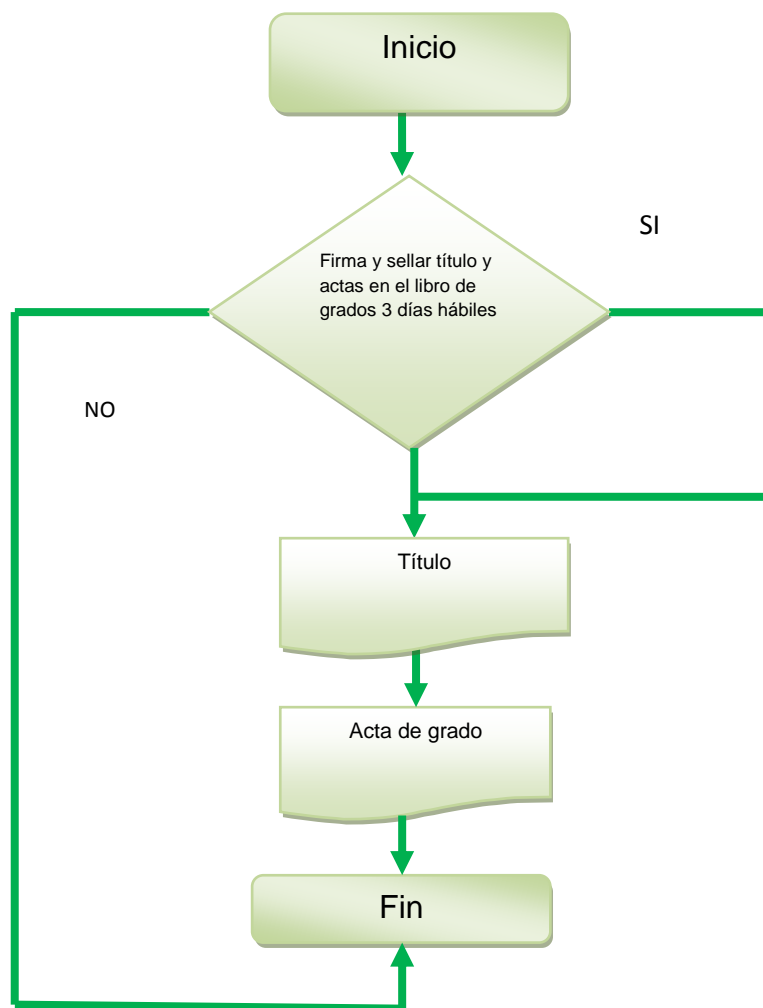 Inicio
SI
Firma y sellar título y
actas en el libro de
grados 3 días hábiles
NO
Título
Acta de grado
Fin